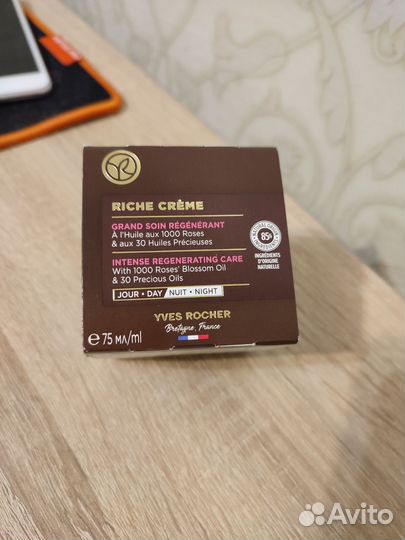 RICHE CRÈME
GRAND SOIN RÉGÉNÉRANT
À l'Huile aux 1000 Roses
& aux 30 Huiles Précieuses
INTENSE REGENERATING CARE
With 1000 Roses' Blossom Oil
& 30 Precious Oils
JOUR • DAY / NUIT • NIGHT
85%
INGRÉDIENTS
D'ORIGINE
NATURELLE
YVES ROCHER
Bretagne, France
℮ 75 МЛ/ml
Avito